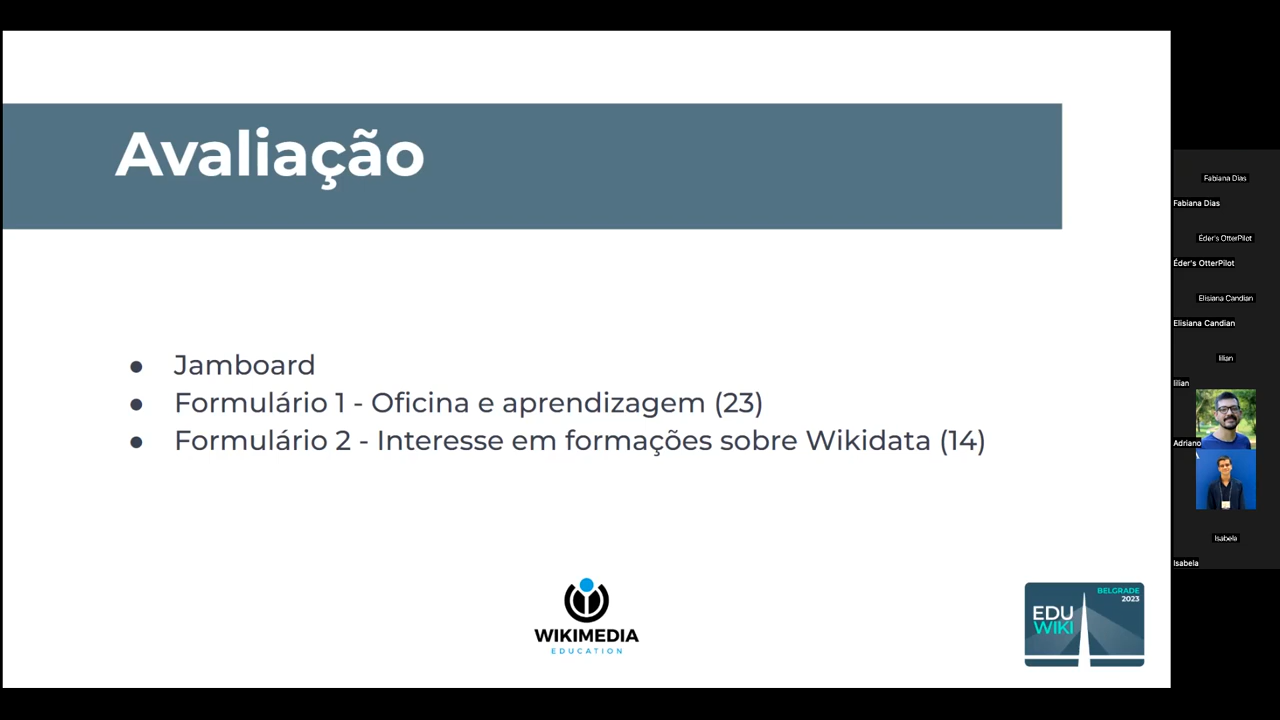 Avaliação
● Jamboard
● Formulário 1 - Oficina e aprendizagem (23)
● Formulário 2 - Interesse em formações sobre Wikidata (14)
WIKIMEDIA
EDUCATION
BELGRADE
2023
EDU
WIKI
Fabiana Dias
Fabiana Dias
Éder's OtterPilot
Éder's OtterPilot
Elisiana Candian
Elisiana Candian
lilian
lilian
Adriano
Isabela
Isabela